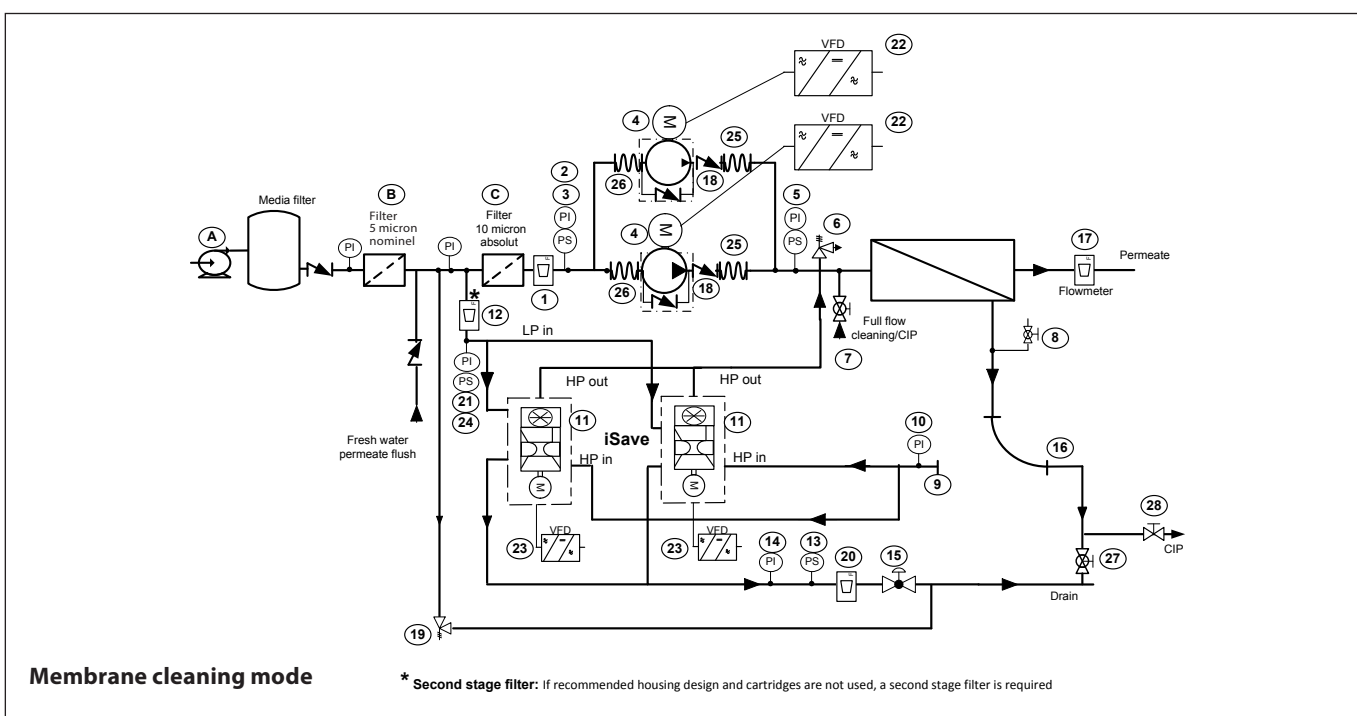 VFD
22
VFD
22
4
M
25
26
18
2
3
PI
PS
B
C
Media filter
Filter
5 micron
nominel
Filter
10 micron
absolut
A
PI
PI
F
1
4
M
25
26
18
5
PI
PS
6
17
F
Permeate
Flowmeter
*
F
12
LP in
Full flow
cleaning/CIP
7
8
PI
PS
21
24
HP out
HP out
11
iSave
11
10
PI
HP in
HP in
9
16
M
M
Fresh water
permeate flush
23
VFD
23
VFD
14
PI
13
PS
20
F
15
28
CIP
27
Drain
19
Membrane cleaning mode
* Second stage filter: If recommended housing design and cartridges are not used, a second stage filter is required